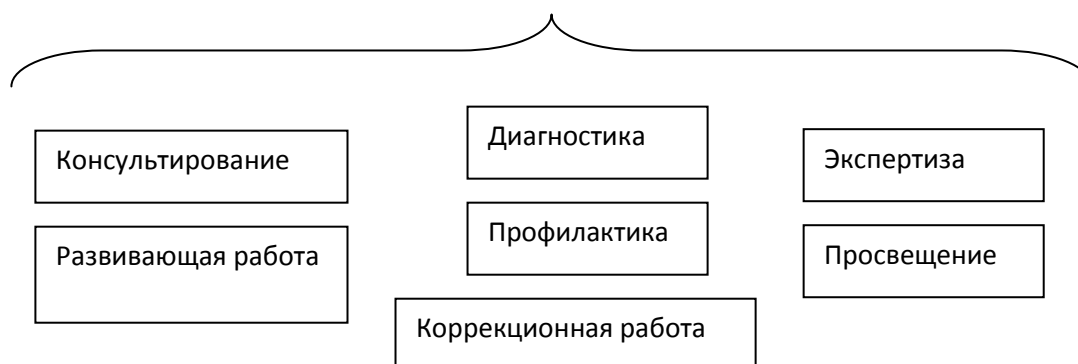 Консультирование
Диагностика
Экспертиза
Развивающая работа
Профилактика
Просвещение
Коррекционная работа